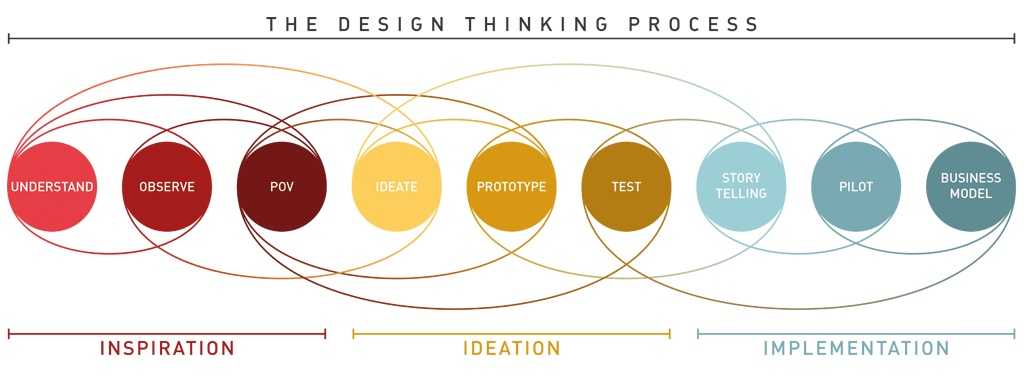 THE DESIGN THINKING PROCESS
UNDERSTAND
OBSERVE
POV
IDEATE
PROTOTYPE
TEST
STORY
TELLING
PILOT
BUSINESS
MODEL
INSPIRATION
IDEATION
IMPLEMENTATION